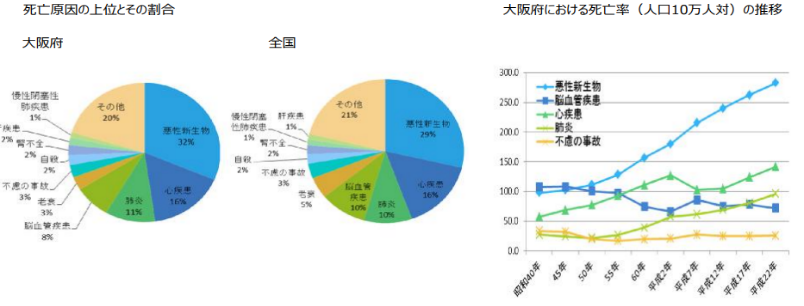 死亡原因の上位とその割合
大阪府
全国
悪性新生物
32%
心疾患
16%
肺炎
11%
脳血管疾患
8%
老衰
3%
不慮の事故
3%
自殺
2%
腎不全
2%
疾患
慢性閉塞性
肺疾患
1%
その他
20%
悪性新生物
29%
心疾患
16%
肺炎
10%
脳血管
疾患
10%
老衰
5%
不慮の事故
3%
自殺
2%
腎不全
2%
肝疾患
1%
慢性閉塞
性肺疾患
1%
その他
21%
大阪府における死亡率（人口10万人対）の推移
300.0
250.0
200.0
150.0
100.0
50.0
0.0
悪性新生物
脳血管疾患
心疾患
肺炎
不慮の事故
昭和40年
45年
50年
55年
60年
平成2年
平成7年
平成12年
平成17年
平成22年